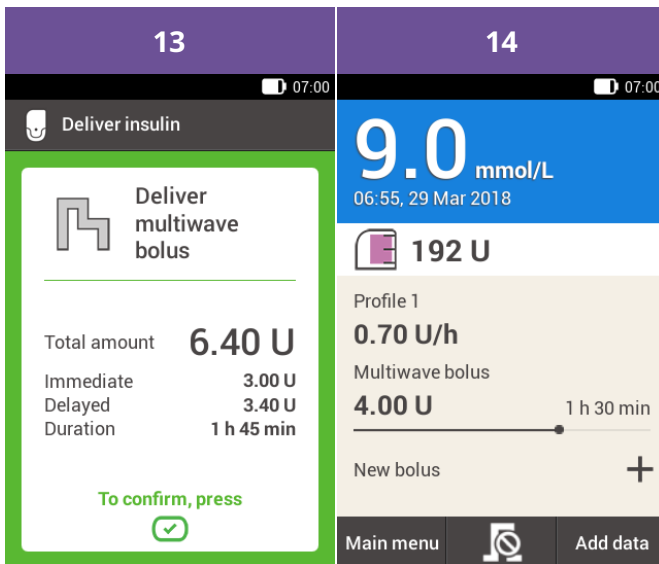 13
07:00
Deliver insulin
Deliver
multiwave
bolus
Total amount 6.40 U
Immediate 3.00 U
Delayed 3.40 U
Duration 1 h 45 min
To confirm, press
14
07:00
9.0 mmol/L
06:55, 29 Mar 2018
192 U
Profile 1
0.70 U/h
Multiwave bolus
4.00 U 1 h 30 min
New bolus
Main menu Add data